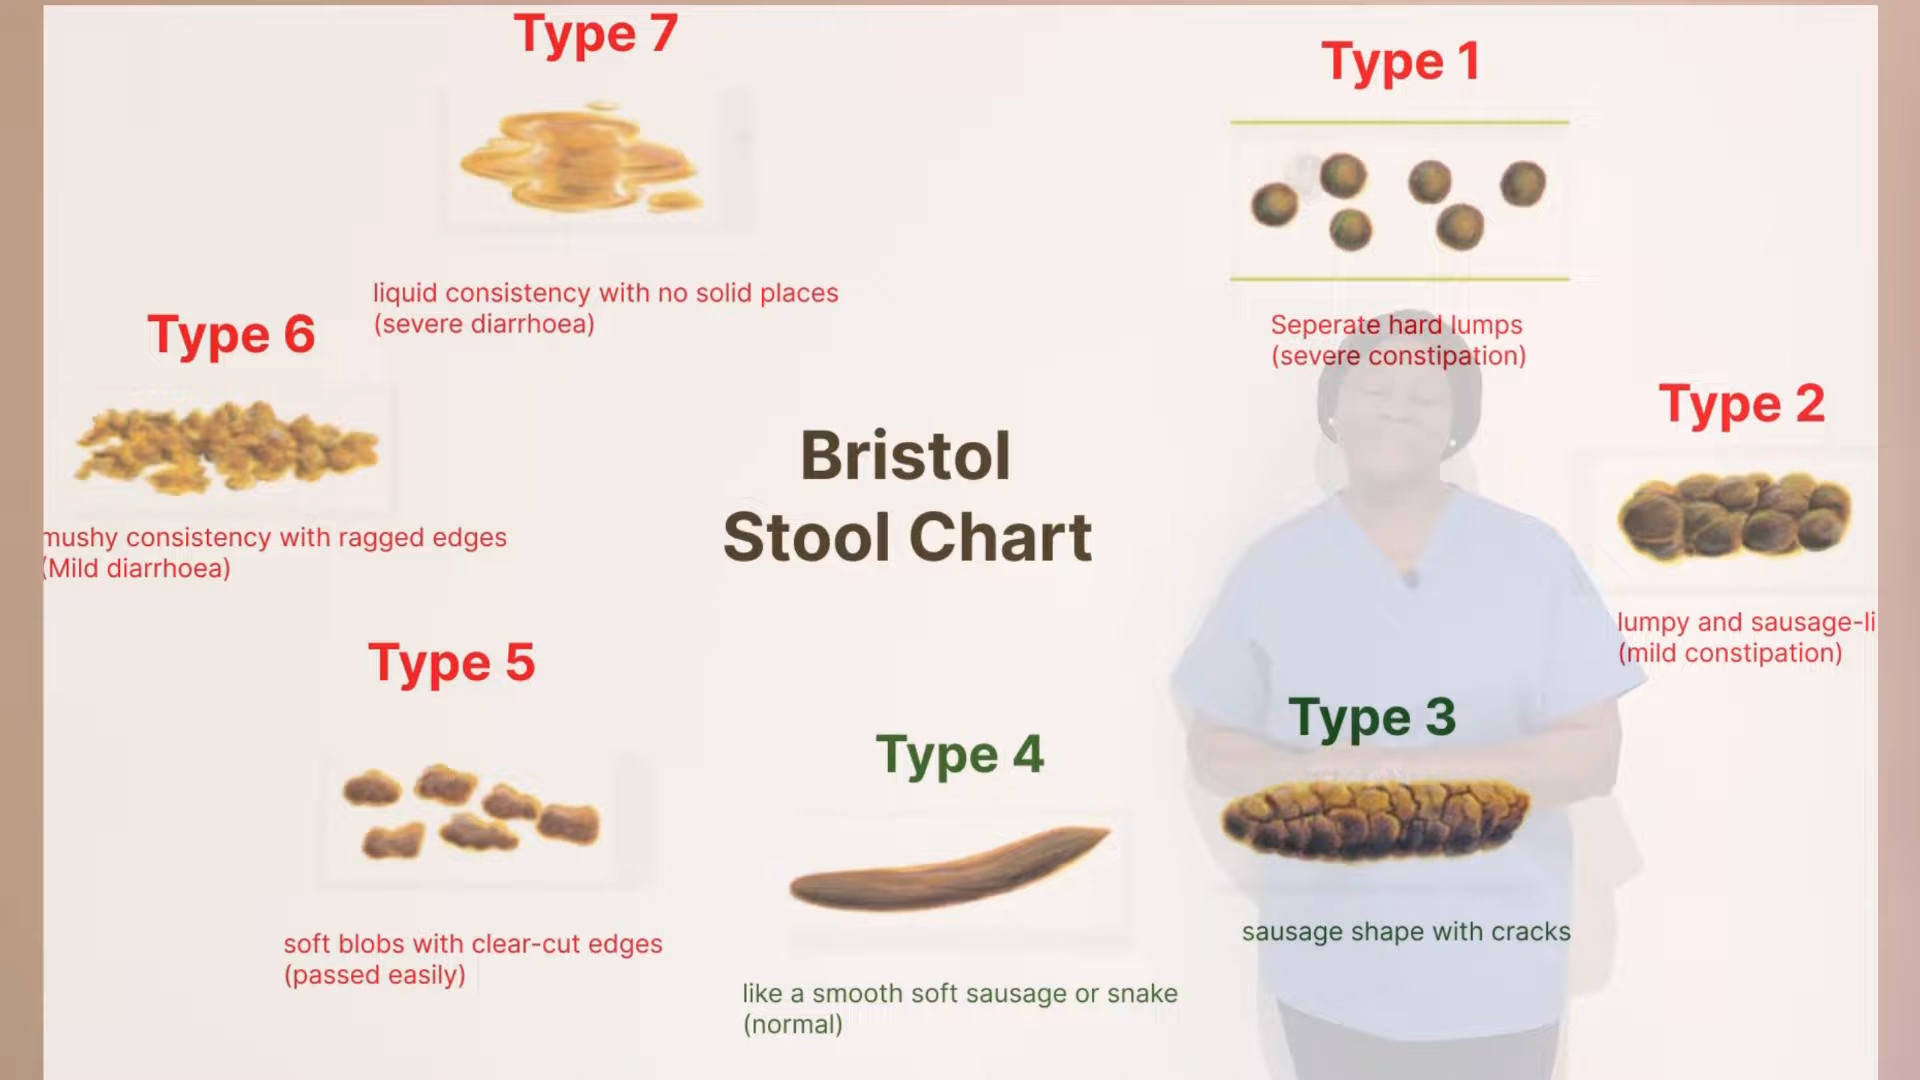 Type 7
liquid consistency with no solid places
(severe diarrhoea)
Type 1
Seperate hard lumps
(severe constipation)
Type 6
mushy consistency with ragged edges
(Mild diarrhoea)
Type 2
lumpy and sausage-li
(mild constipation)
Bristol
Stool Chart
Type 5
soft blobs with clear-cut edges
(passed easily)
Type 4
like a smooth soft sausage or snake
(normal)
Type 3
sausage shape with cracks